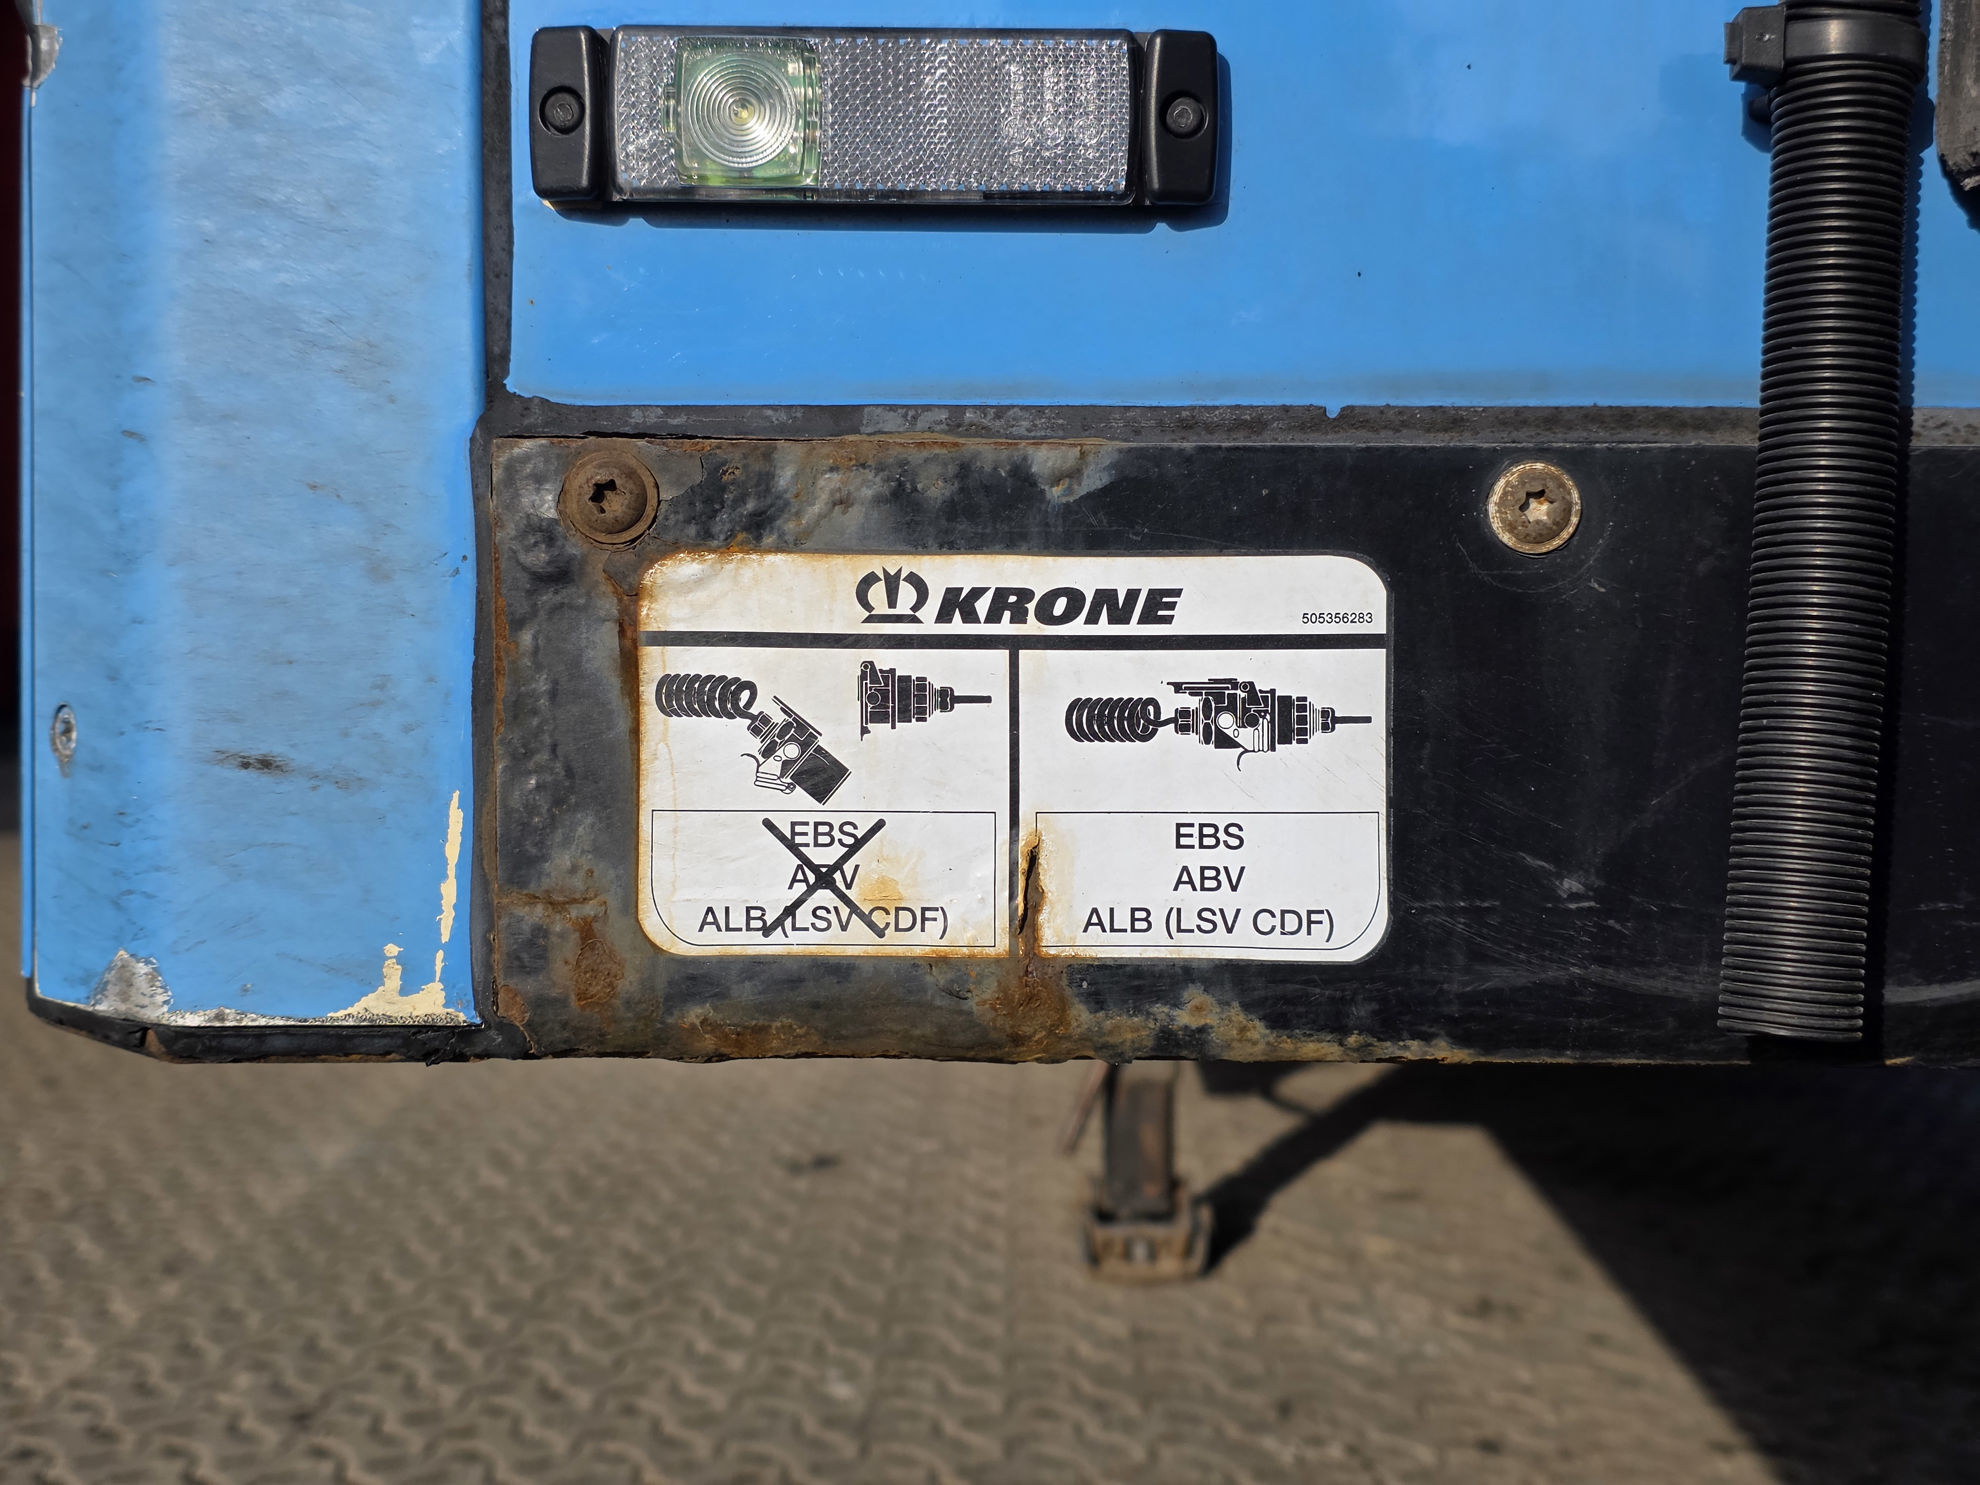 KRONE
505356283
EBS
ABV
ALB (LSV CDF)
EBS
ABV
ALB (LSV CDF)